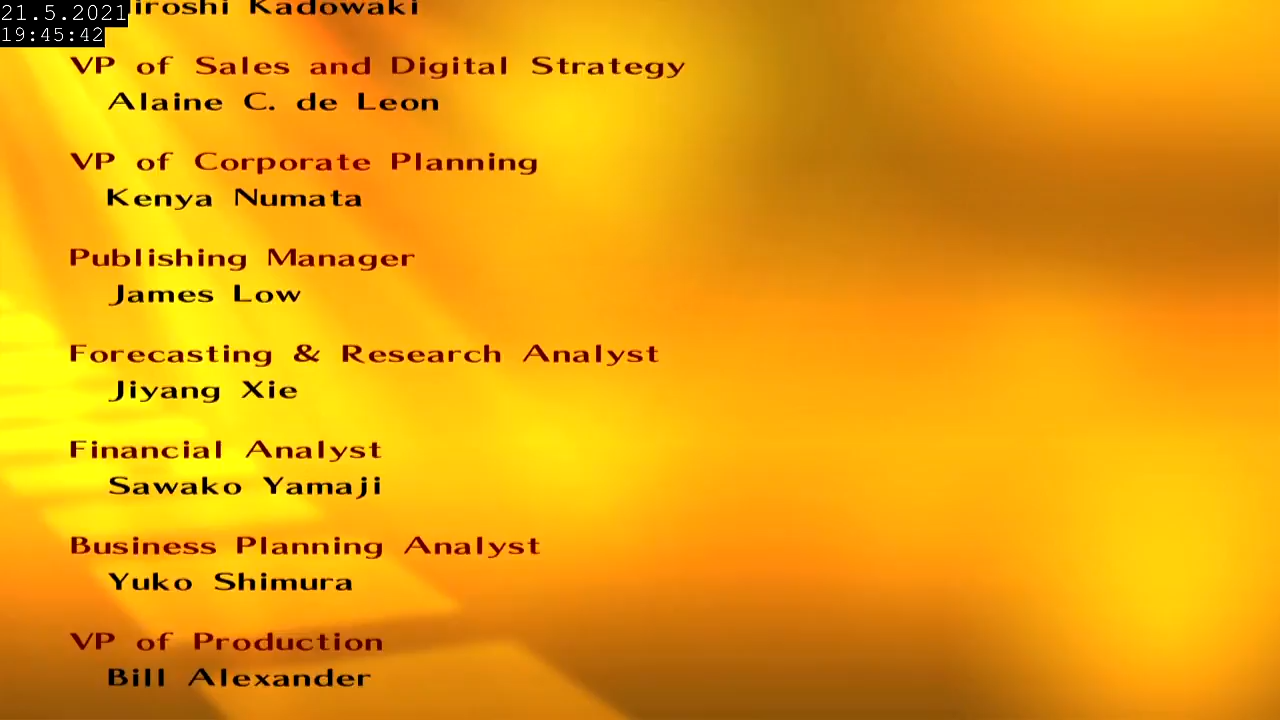 21.5.2021
19:45:42
Kadowaki
VP of Sales and Digital Strategy
Alaine C. de Leon
VP of Corporate Planning
Kenya Numata
Publishing Manager
James Low
Forecasting & Research Analyst
Jiyang Xie
Financial Analyst
Sawako Yamaji
Business Planning Analyst
Yuko Shimura
VP of Production
Bill Alexander